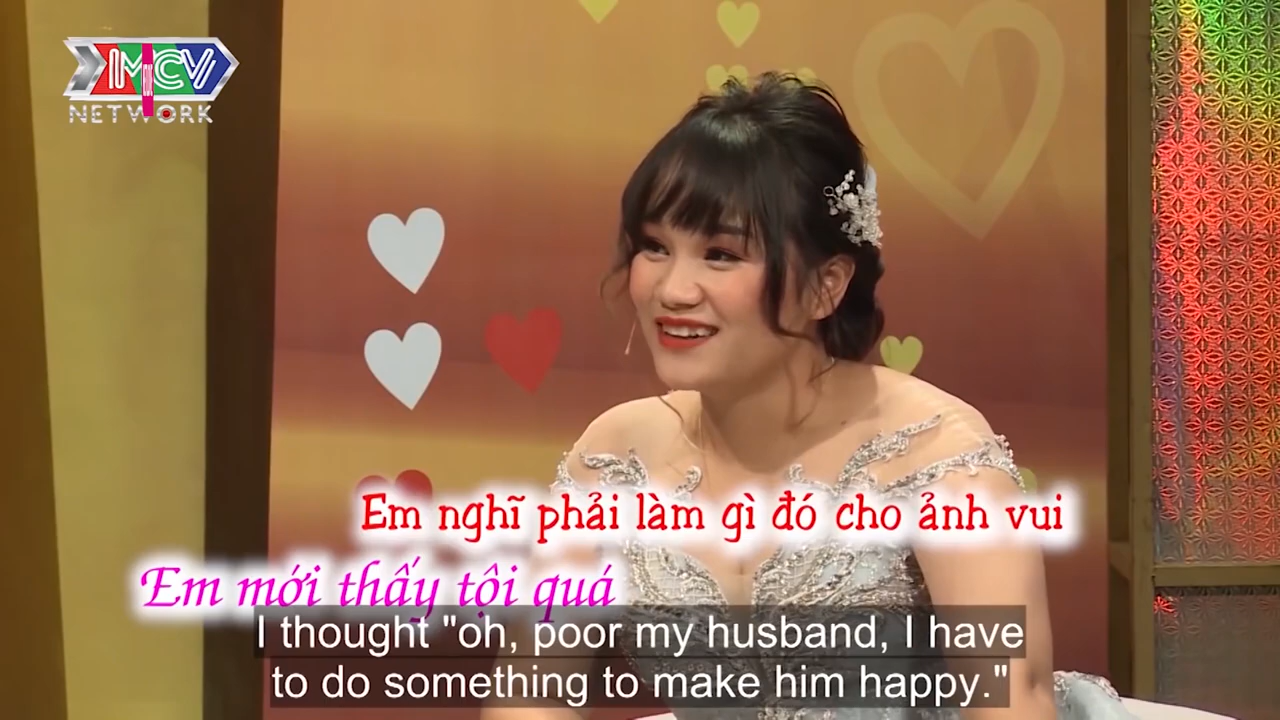 MCV
NETWORK
Em nghĩ phải làm gì đó cho ảnh vui
Em mới thấy tội quá
I thought "oh, poor my husband, I have
to do something to make him happy."